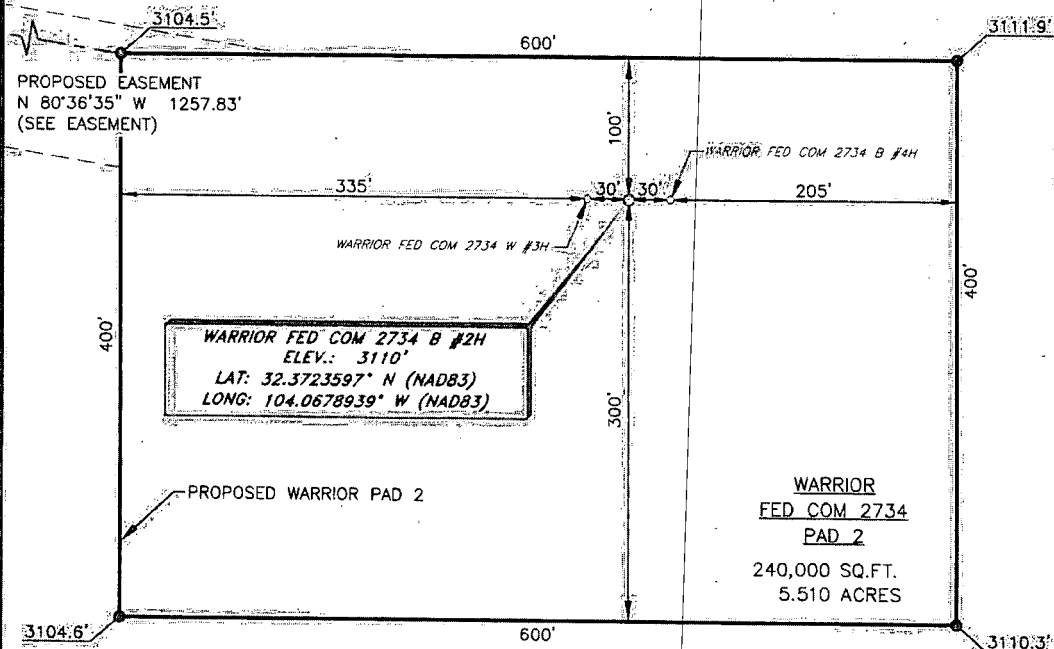 3104.5'
600'
3111.9'
PROPOSED EASEMENT
N 80°36'35" W 1257.83'
(SEE EASEMENT)
100'
WARRIOR FED COM 2734 B #4H
335'
30'
30'
205'
WARRIOR FED COM 2734 W #3H
400'
400'
WARRIOR FED COM 2734 B #2H
ELEV.: 3110'
LAT: 32.3723597° N (NAD83)
LONG: 104.0678939° W (NAD83)
300'
PROPOSED WARRIOR PAD 2
WARRIOR
FED COM 2734
PAD 2
240,000 SQ.FT.
5.510 ACRES
3104.6'
600'
3110.3'